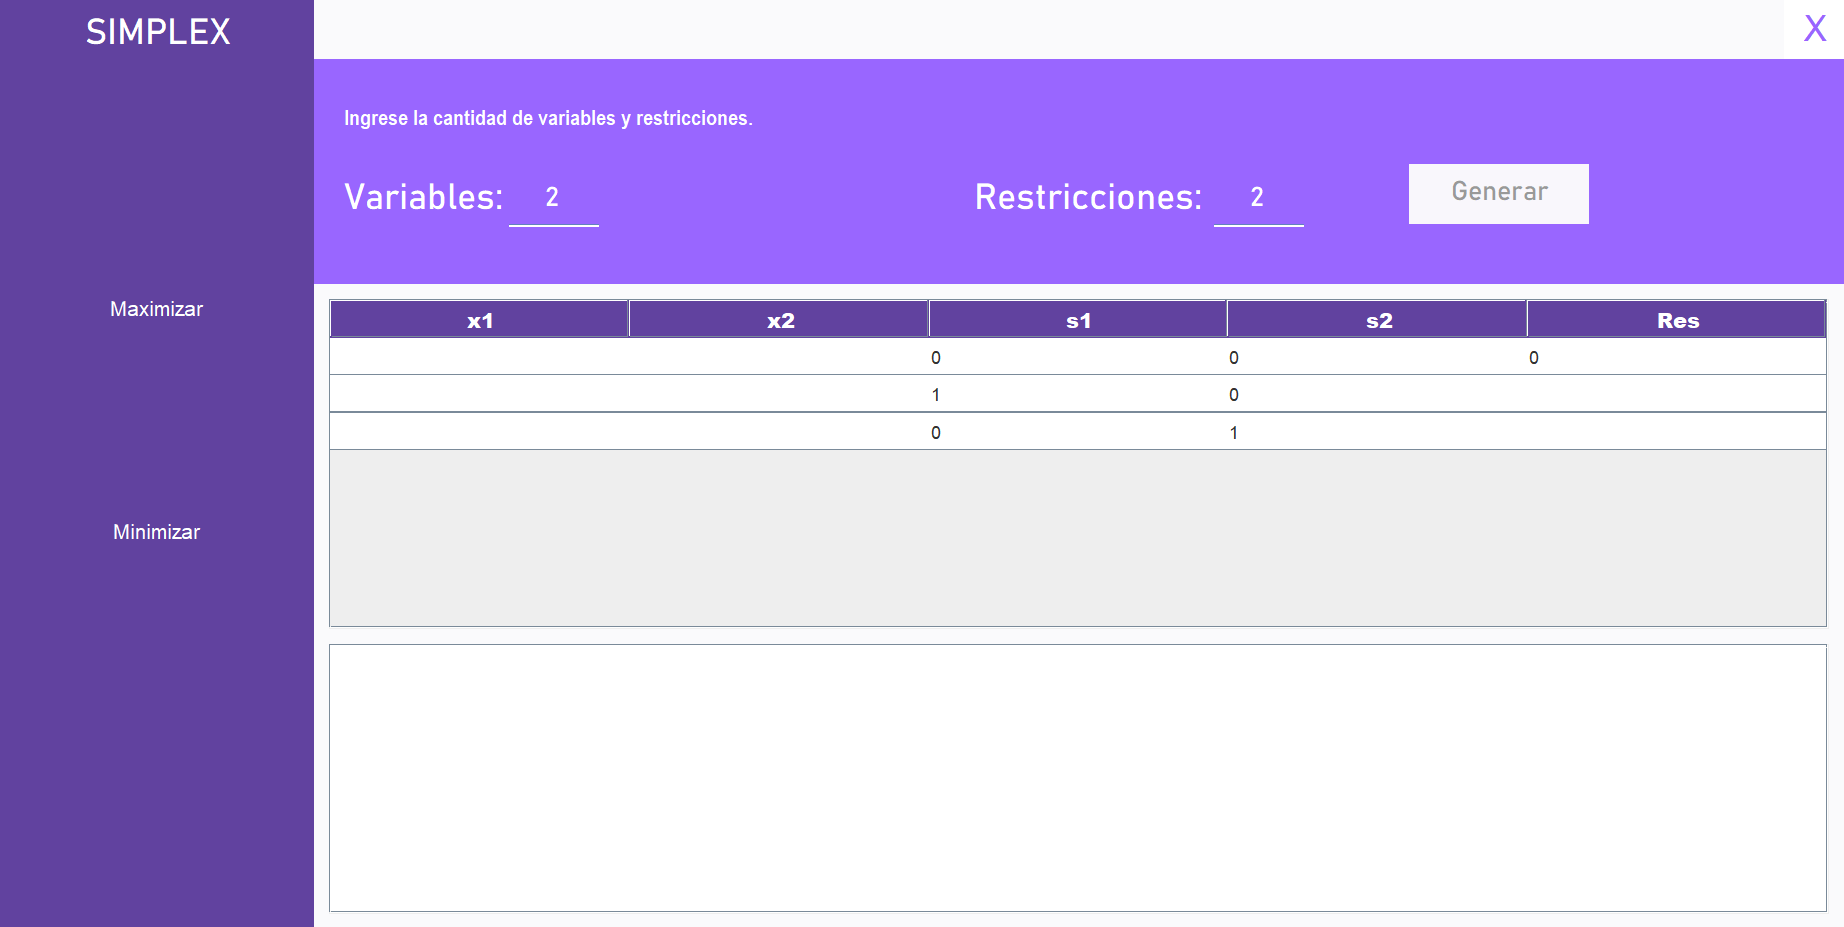 SIMPLEX
X
Ingrese la cantidad de variables y restricciones.
Variables: 2 Restricciones: 2 Generar
Maximizar
Minimizar
x1 x2 s1 s2 Res
0 0 0
1 0
0 1